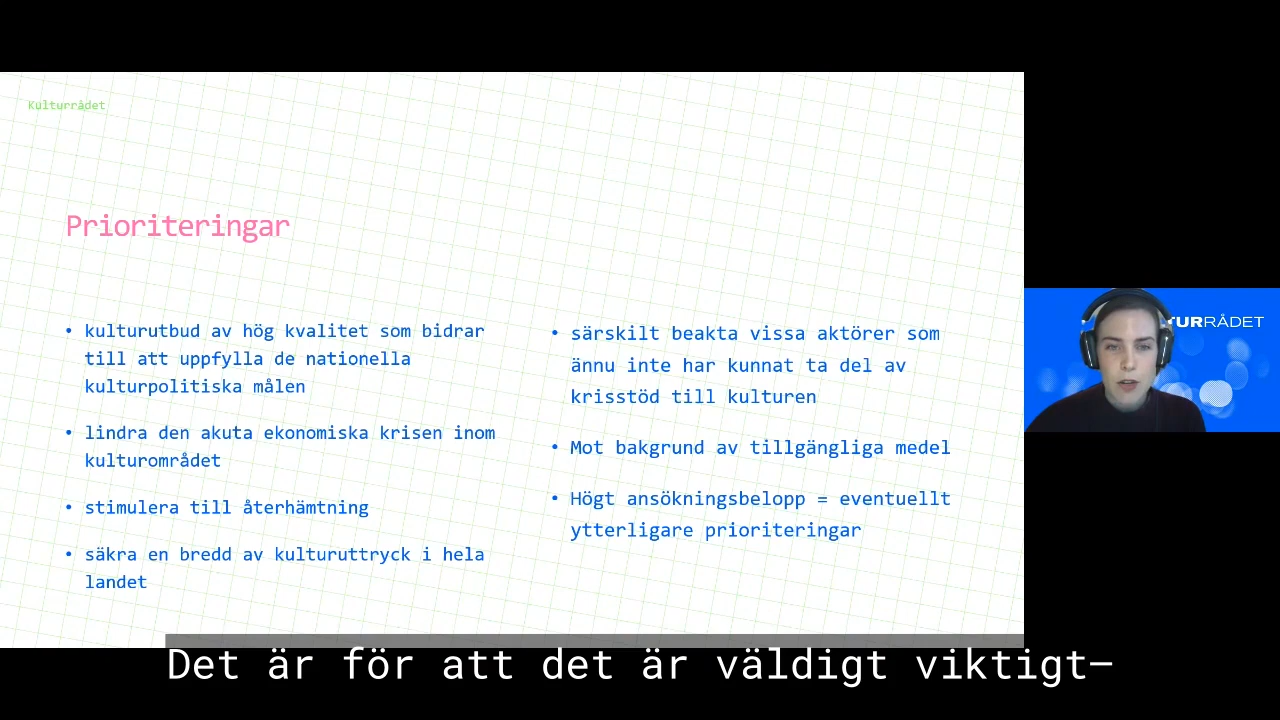 Kulturrådet
Prioriteringar
• kulturutbud av hög kvalitet som bidrar
till att uppfylla de nationella
kulturpolitiska målen
• lindra den akuta ekonomiska krisen inom
kulturområdet
• stimulera till återhämtning
• säkra en bredd av kulturuttryck i hela
landet
• särskilt beakta vissa aktörer som
ännu inte har kunnat ta del av
krisstöd till kulturen
• Mot bakgrund av tillgängliga medel
• Högt ansökningsbelopp = eventuellt
ytterligare prioriteringar
TURRÅDET
Det är för att det är väldigt viktigt–